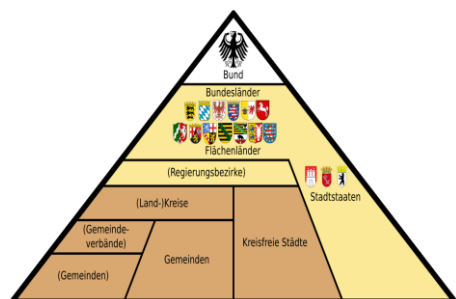 Bund
Bundesländer
Flächenländer
(Regierungsbezirke)
Stadtstaaten
(Land-)Kreise
(Gemeinde-
verbände)
Kreisfreie Städte
Gemeinden
(Gemeinden)